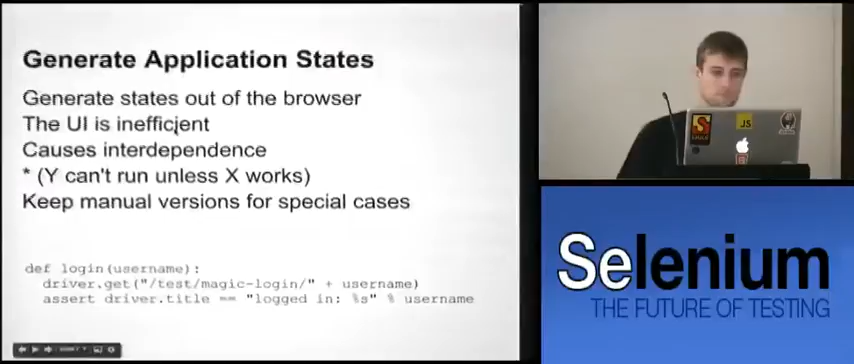 Generate Application States
Generate states out of the browser
The UI is inefficient
Causes interdependence
* (Y can't run unless X works)
Keep manual versions for special cases
def login(username):
driver.get("/test/magic-login/" + username)
assert driver.title == "logged in: %s" % username
JS
Selenium
THE FUTURE OF TESTING